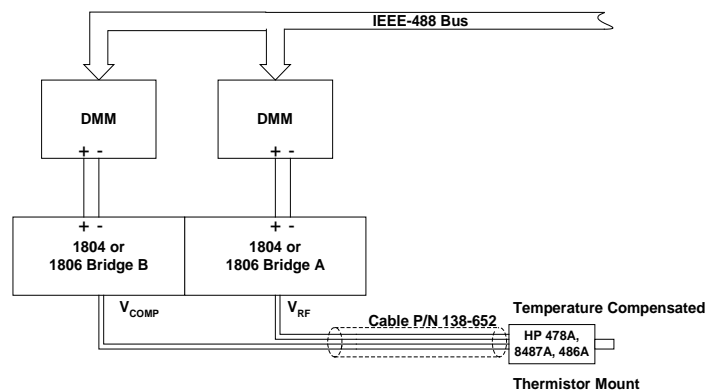 IEEE-488 Bus
DMM
+ -
DMM
+ -
+ -
1804 or
1806 Bridge B
+ -
1804 or
1806 Bridge A
VCOMP
VRF
Cable P/N 138-652
Temperature Compensated
HP 478A,
8487A, 486A
Thermistor Mount